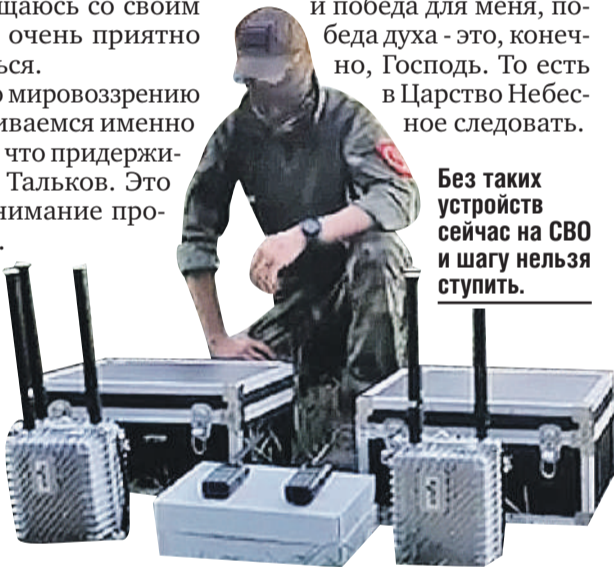 щаюсь со своим
очень приятно
ься.
о мировоззрению
иваемся именно
что придержи-
Тальков. Это
нимание про-
.
и победа для меня, по-
беда духа - это, конеч-
но, Господь. То есть
в Царство Небес-
ное следовать.
Без таких
устройств
сейчас на СВО
и шагу нельзя
ступить.